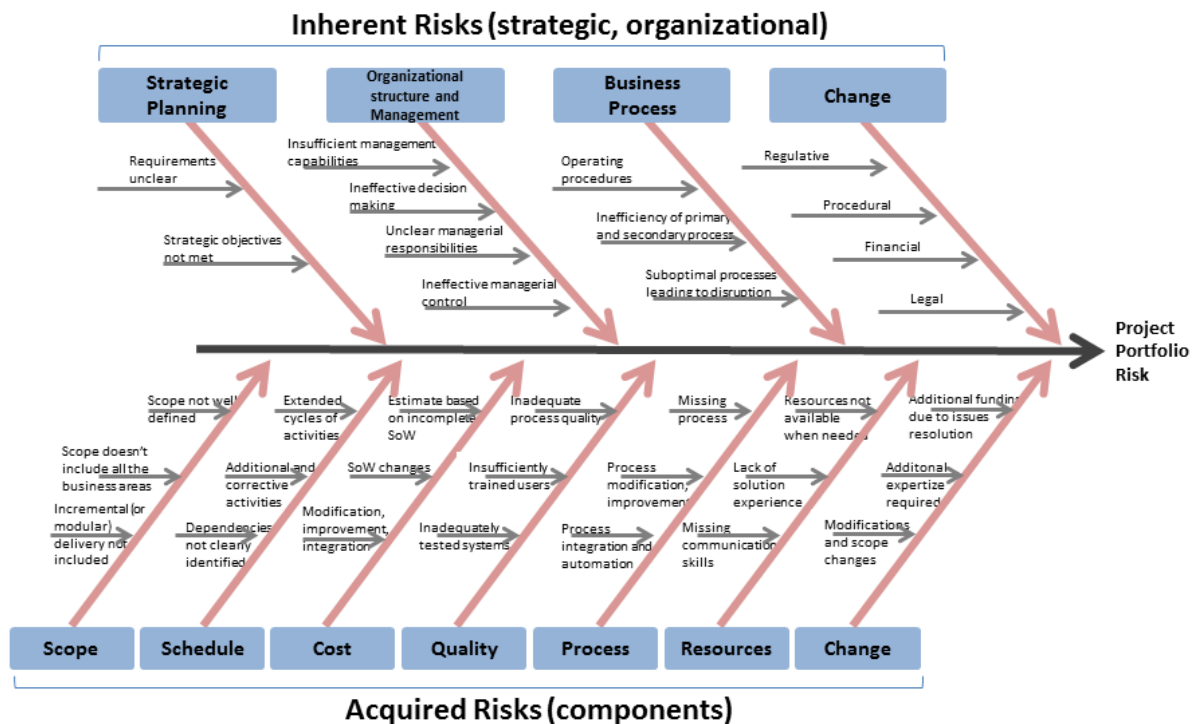 Inherent Risks (strategic, organizational)
Strategic
Planning
Organizational
structure and
Management
Business
Process
Change
Requirements
unclear
Strategic objectives
not met
Insufficient management
capabilities
Ineffective decision
making
Unclear managerial
responsibilities
Ineffective managerial
control
Operating
procedures
Inefficiency of primary
and secondary process
Suboptimal processes
leading to disruption
Regulative
Procedural
Financial
Legal
Project
Portfolio
Risk
Scope not well
defined
Scope doesn't
include all the
business areas
Incremental (or
modular)
delivery not
included
Extended
cycles of
activities
Additional and
corrective
activities
Dependencies
not clearly
identified
Estimate based
on incomplete
SoW
SoW changes
Modification,
improvement,
integration
Inadequate
process quality
Insufficiently
trained users
Inadequately
tested systems
Missing
process
Process
modification,
improvement
Process
integration and
automation
Resources not
available
when needed
Lack of
solution
experience
Missing
communication
skills
Additional funding
due to issues
resolution
Additonal
expertize
required
Modifications
and scope
changes
Scope
Schedule
Cost
Quality
Process
Resources
Change
Acquired Risks (components)